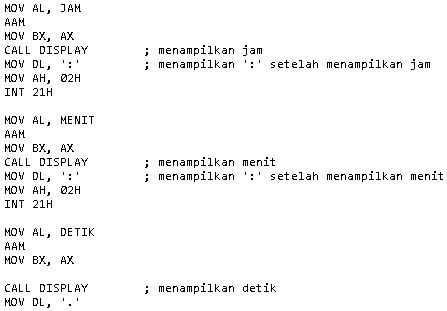 MOV AL, JAM
AAM
MOV BX, AX
CALL DISPLAY ; menampilkan jam
MOV DL, ':' ; menampilkan ':' setelah menampilkan jam
MOV AH, 02H
INT 21H
MOV AL, MENIT
AAM
MOV BX, AX
CALL DISPLAY ; menampilkan menit
MOV DL, ':' ; menampilkan ':' setelah menampilkan menit
MOV AH, 02H
INT 21H
MOV AL, DETIK
AAM
MOV BX, AX
CALL DISPLAY ; menampilkan detik
MOV DL, '.'